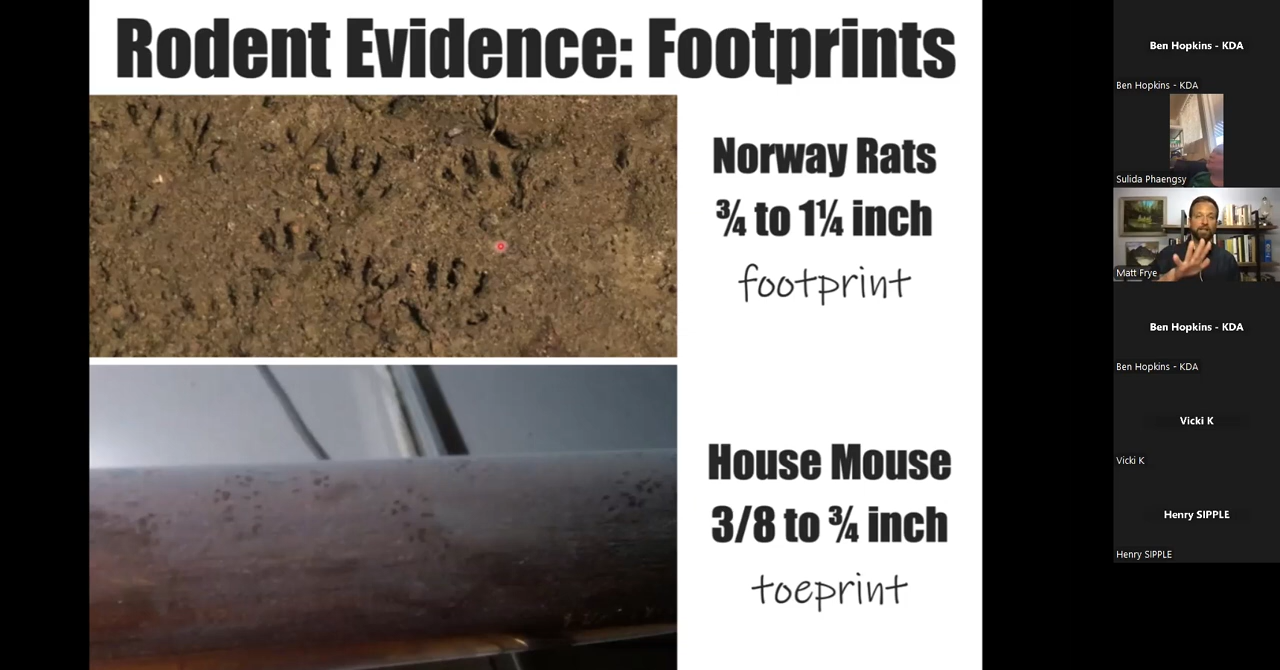 Rodent Evidence: Footprints
Norway Rats
¾ to 1¼ inch
footprint
House Mouse
3/8 to ¾ inch
toeprint
Ben Hopkins - KDA
Ben Hopkins - KDA
Sulida Phaengsy
Matt Frye
Ben Hopkins - KDA
Ben Hopkins - KDA
Vicki K
Vicki K
Henry SIPPLE
Henry SIPPLE